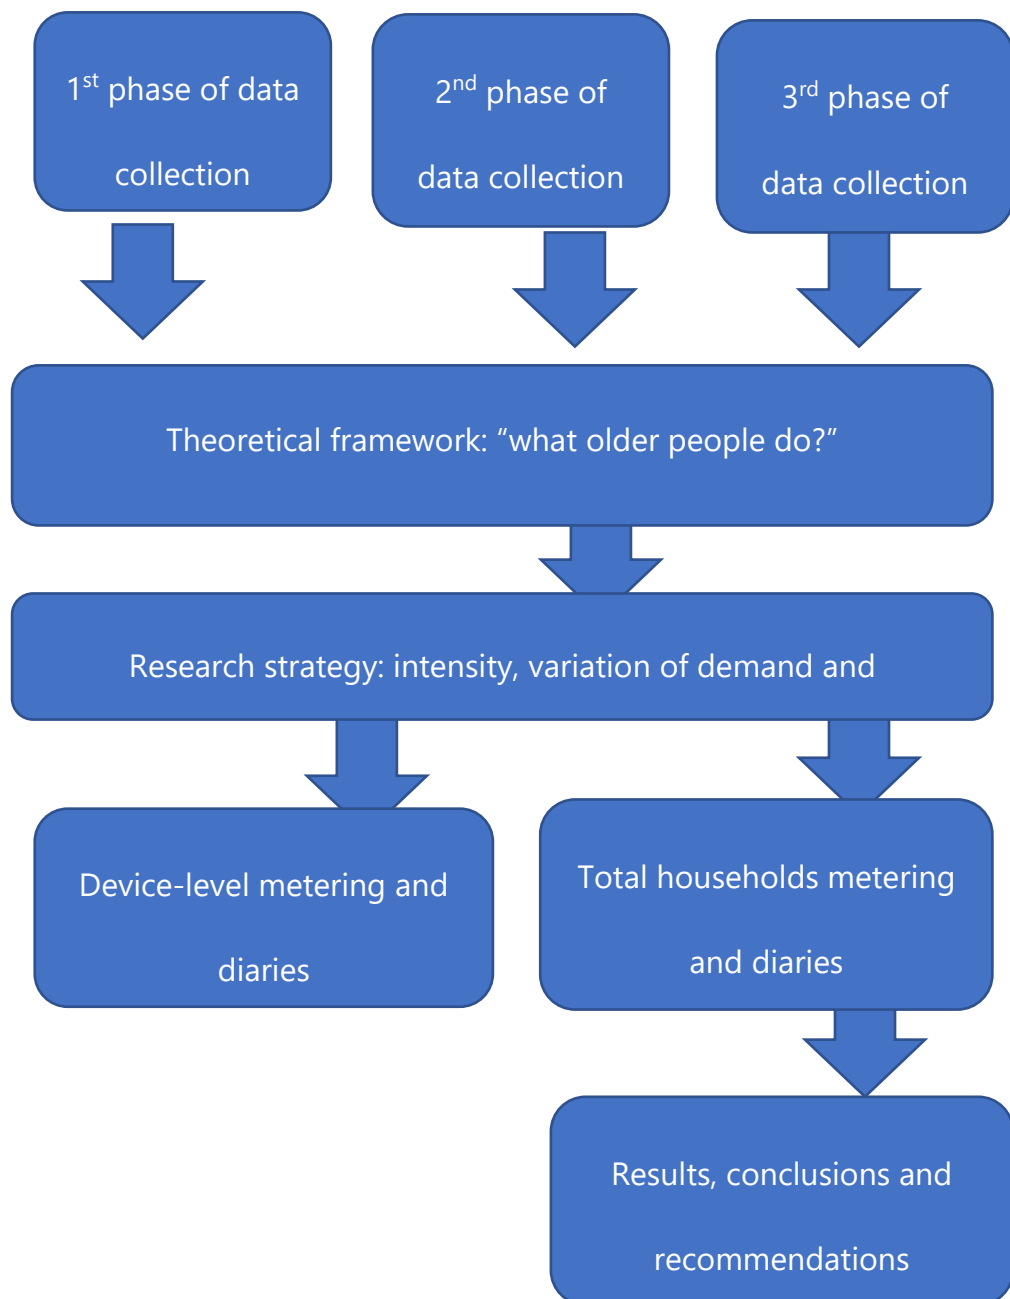 1st phase of data
collection
2nd phase of
data collection
3rd phase of
data collection
Theoretical framework: “what older people do?”
Research strategy: intensity, variation of demand and
Device-level metering and
diaries
Total households metering
and diaries
Results, conclusions and
recommendations